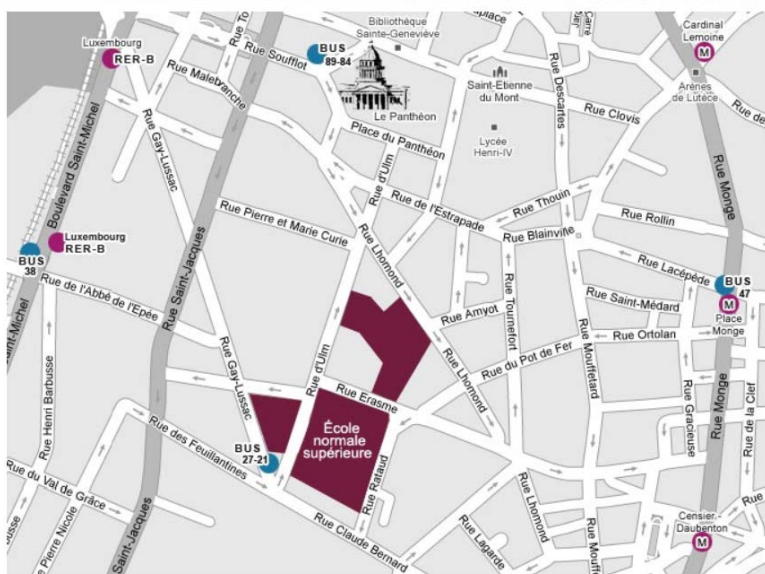 Bibliothèque
Sainte-Geneviève
Cardinal
Lemoine
M
Luxembourg
RER-B
Rue Soufflot
BUS
89-84
Rue Malebranche
Le Panthéon
Saint-Etienne
du Mont
Rue Descartes
Arènes
de Lutèce
Rue Clovis
Place du Panthéon
Lycée
Henri-IV
Boulevard Saint-Michel
Rue Gay-Lussac
Rue d'Ulm
Rue de l'Estrapade
Rue Thouin
Rue Monge
Rue Pierre et Marie Curie
Rue Blainville
Rue Rollin
Luxembourg
RER-B
BUS
38
Rue Saint-Jacques
Rue Lhomond
Rue Lacépède
BUS
47
M
Place
Monge
Rue de l'Abbé de l'Epée
Rue Saint-Médard
Rue Amyot
Rue Tournefort
Rue Ortolan
Rue Gay-Lussac
Rue d'Ulm
Rue Lhomond
Rue du Pot de Fer
Rue Mouffetard
Rue Henri Barbusse
Rue Erasme
Rue Gracieuse
Rue Monge
Rue de la Clef
École
normale
supérieure
Rue des Feuillantines
BUS
27-21
Rue Rataud
Rue du Val de Grâce
Rue Pierre Nicole
Saint-Jacques
Rue Claude Bernard
Rue Lhomond
Rue Lagarde
Censier -
Daubenton
M